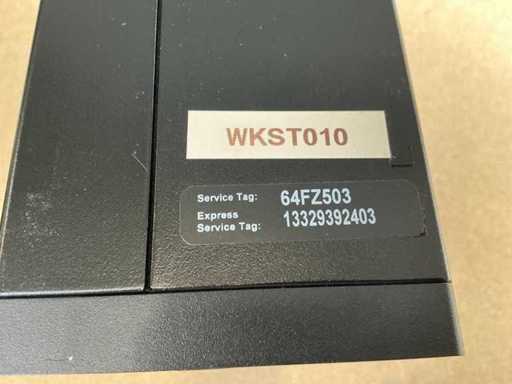 WKST010
Service Tag: 64FZ503
Express
Service Tag: 13329392403